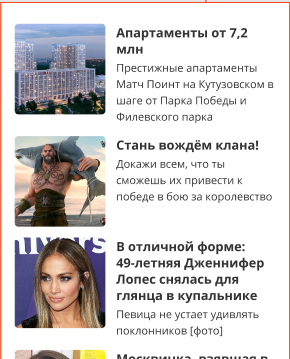 Апартаменты от 7,2
млн
Престижные апартаменты
Матч Поинт на Кутузовском в
шаге от Парка Победы и
Филевского парка
Стань вождём клана!
Докажи всем, что ты
сможешь их привести к
победе в бою за королевство
В отличной форме:
49-летняя Дженнифер
Лопес снялась для
глянца в купальнике
Певица не устает удивлять
поклонников [фото]
Москвичка, взявшая в